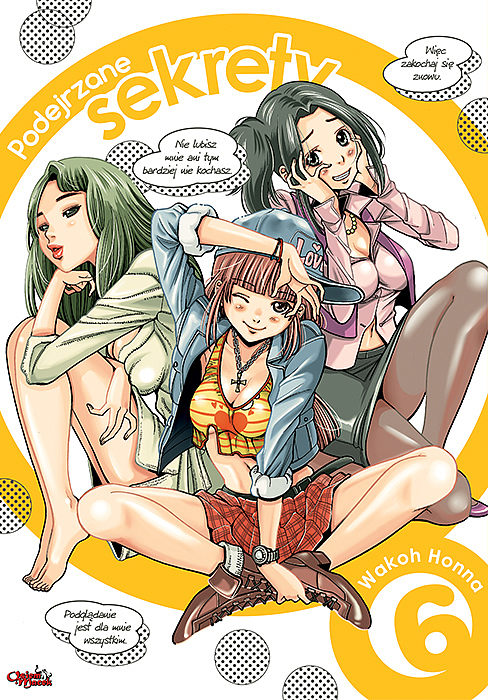 Podejrzane
sekrety
Więc
zakochaj się
znowu.
Nie lubisz
mnie ani tym
bardziej nie kochasz.
LOVE
Podglądanie
jest dla mnie
wszystkim.
Wakoh Honna
6